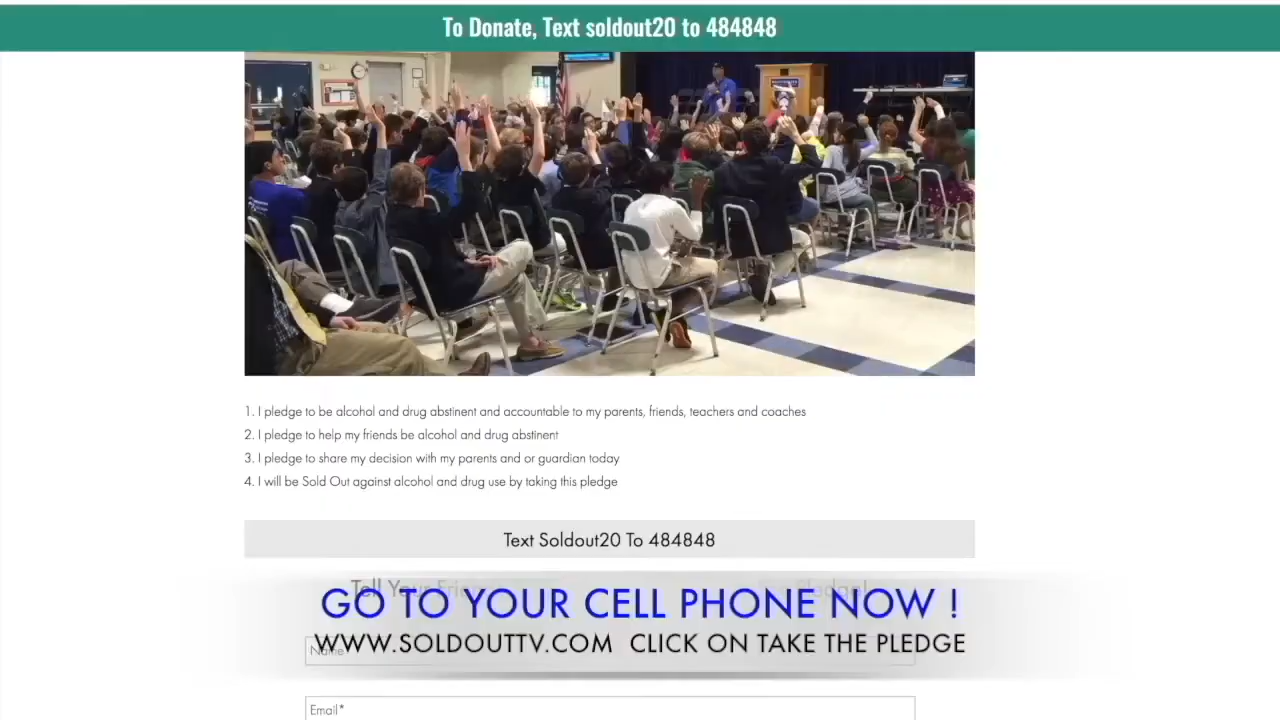 To Donate, Text soldout20 to 484848
1. I pledge to be alcohol and drug abstinent and accountable to my parents, friends, teachers and coaches
2. I pledge to help my friends be alcohol and drug abstinent
3. I pledge to share my decision with my parents and or guardian today
4. I will be Sold Out against alcohol and drug use by taking this pledge
Text Soldout20 To 484848
Tell Your Pledge!
GO TO YOUR CELL PHONE NOW !
WWW.SOLDOUTTV.COM CLICK ON TAKE THE PLEDGE
Name
Email*